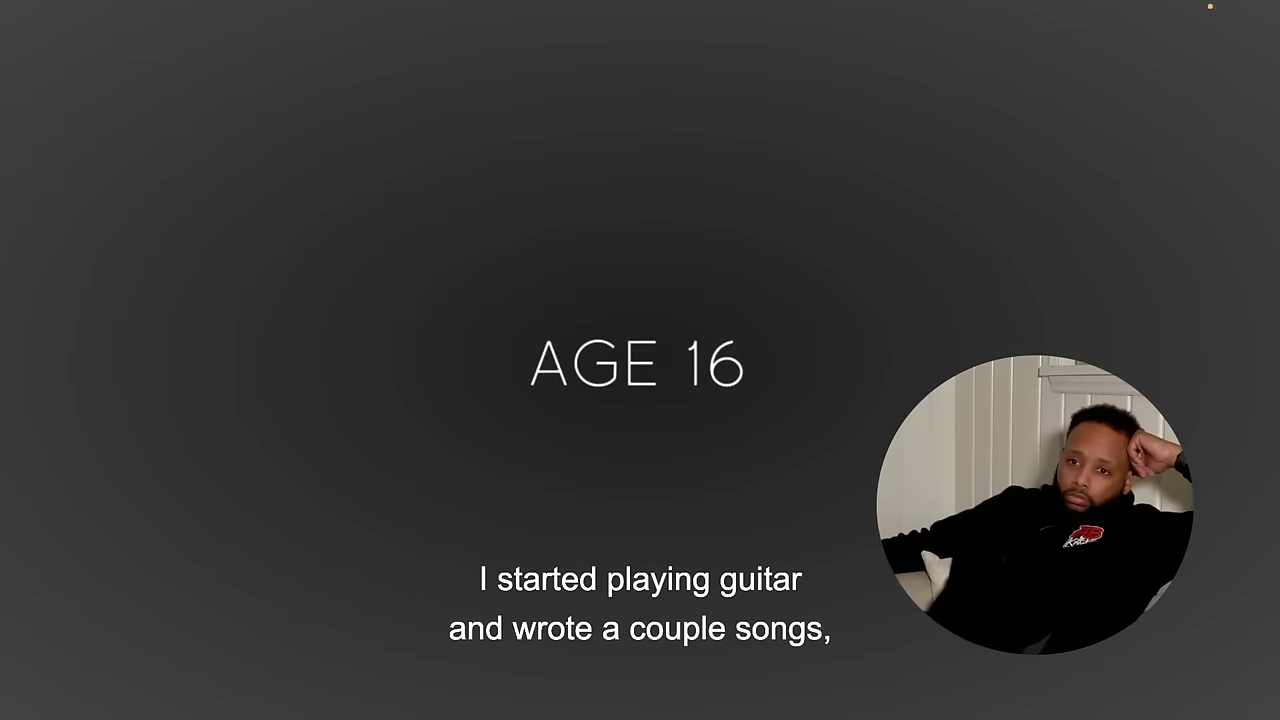 AGE 16
I started playing guitar
and wrote a couple songs,